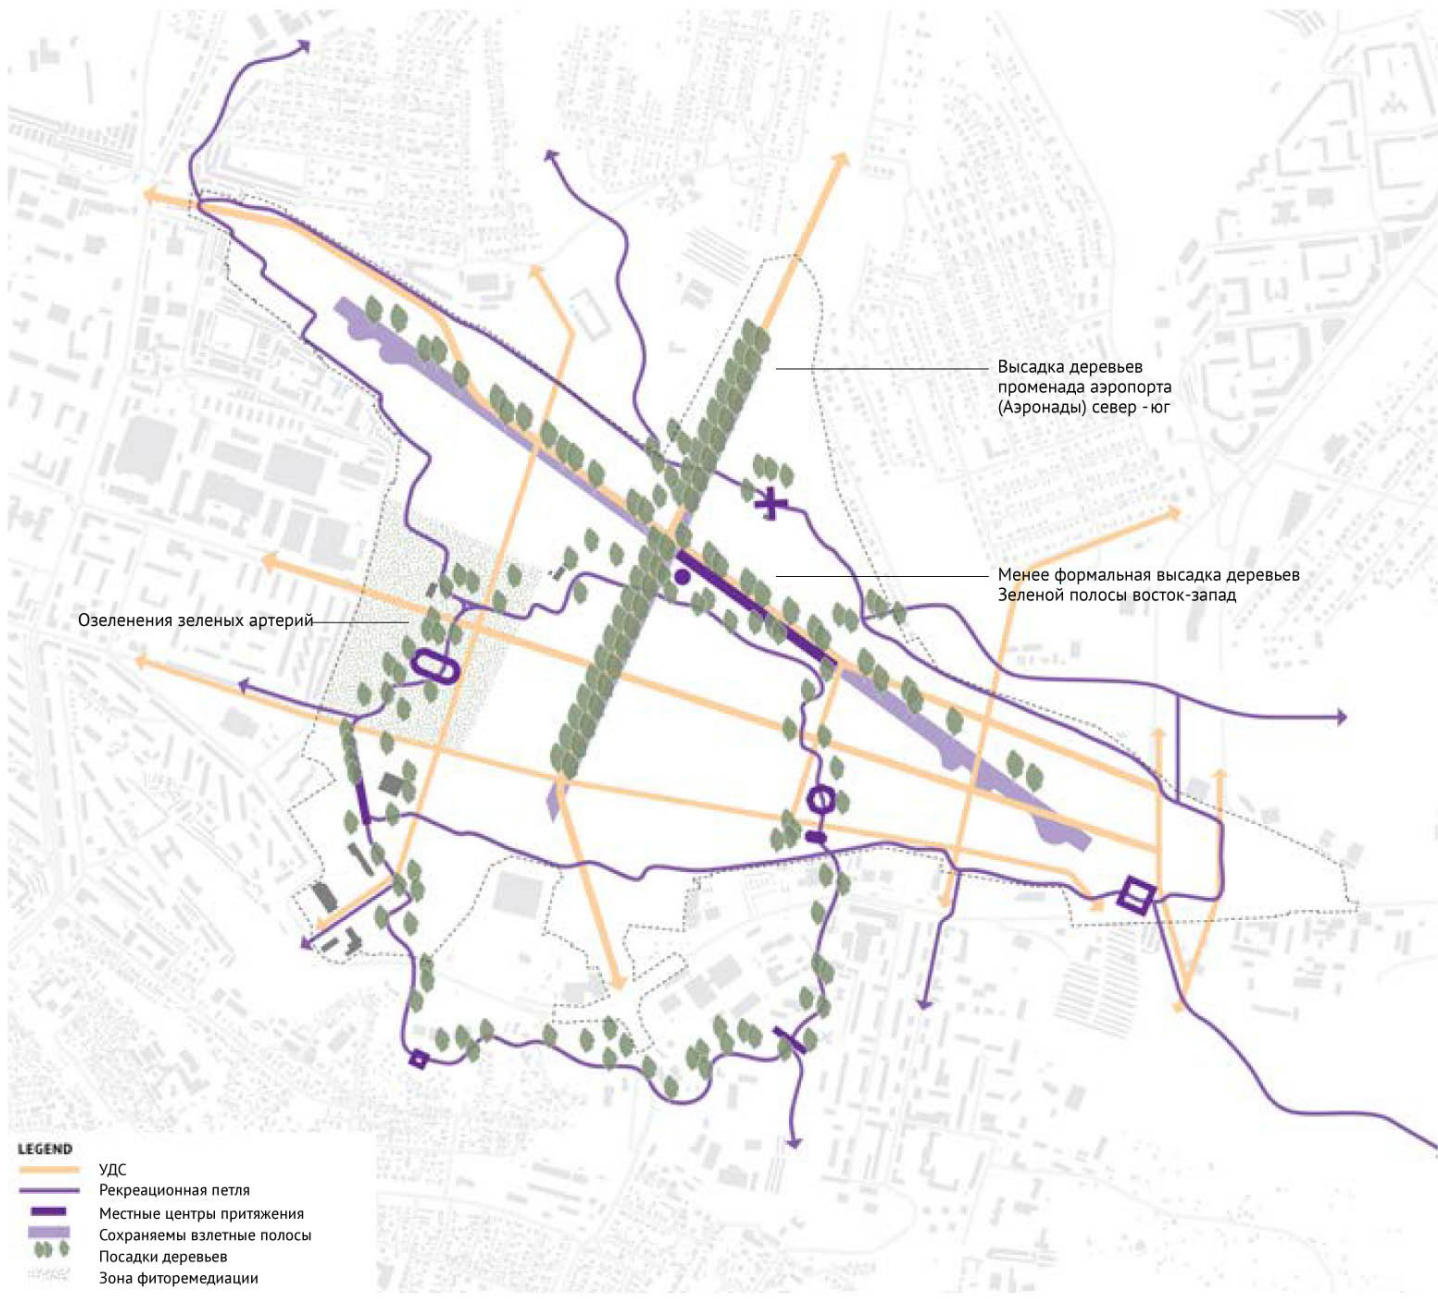 Высадка деревьев
променада аэропорта
(Аэронады) север - юг
Менее формальная высадка деревьев
Зеленой полосы восток-запад
Озеленения зеленых артерий
LEGEND
УДС
Рекреационная петля
Местные центры притяжения
Сохраняемы взлетные полосы
Посадки деревьев
Зона фиторемедиации